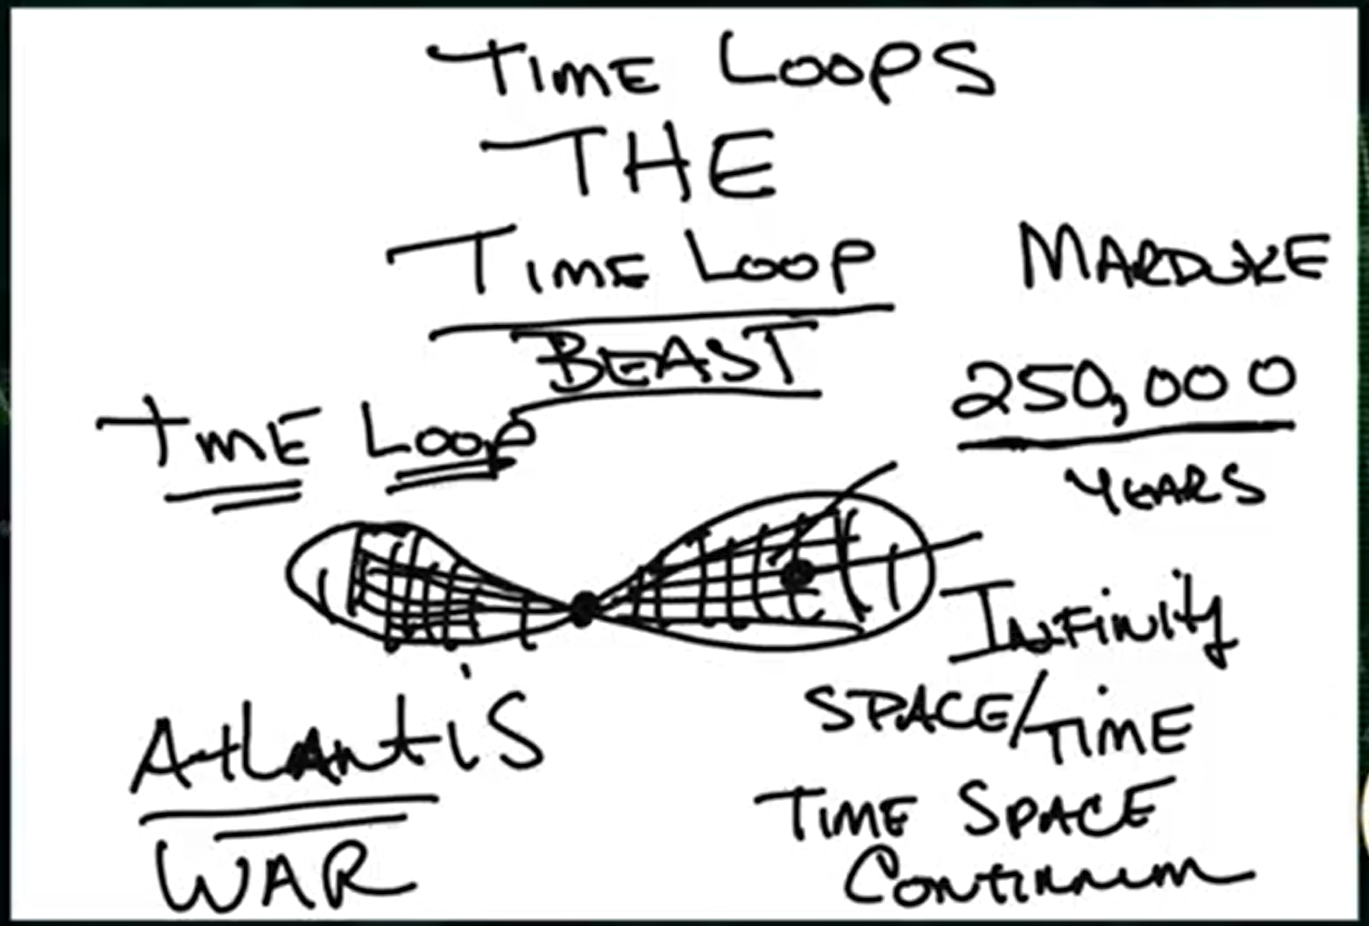 TIME LOOPS
THE
TIME LOOP
BEAST
MARDUKE
250,000
YEARS
TIME LOOP
INFINITY
SPACE/TIME
TIME SPACE
CONTINUUM
AtLANtiS
WAR